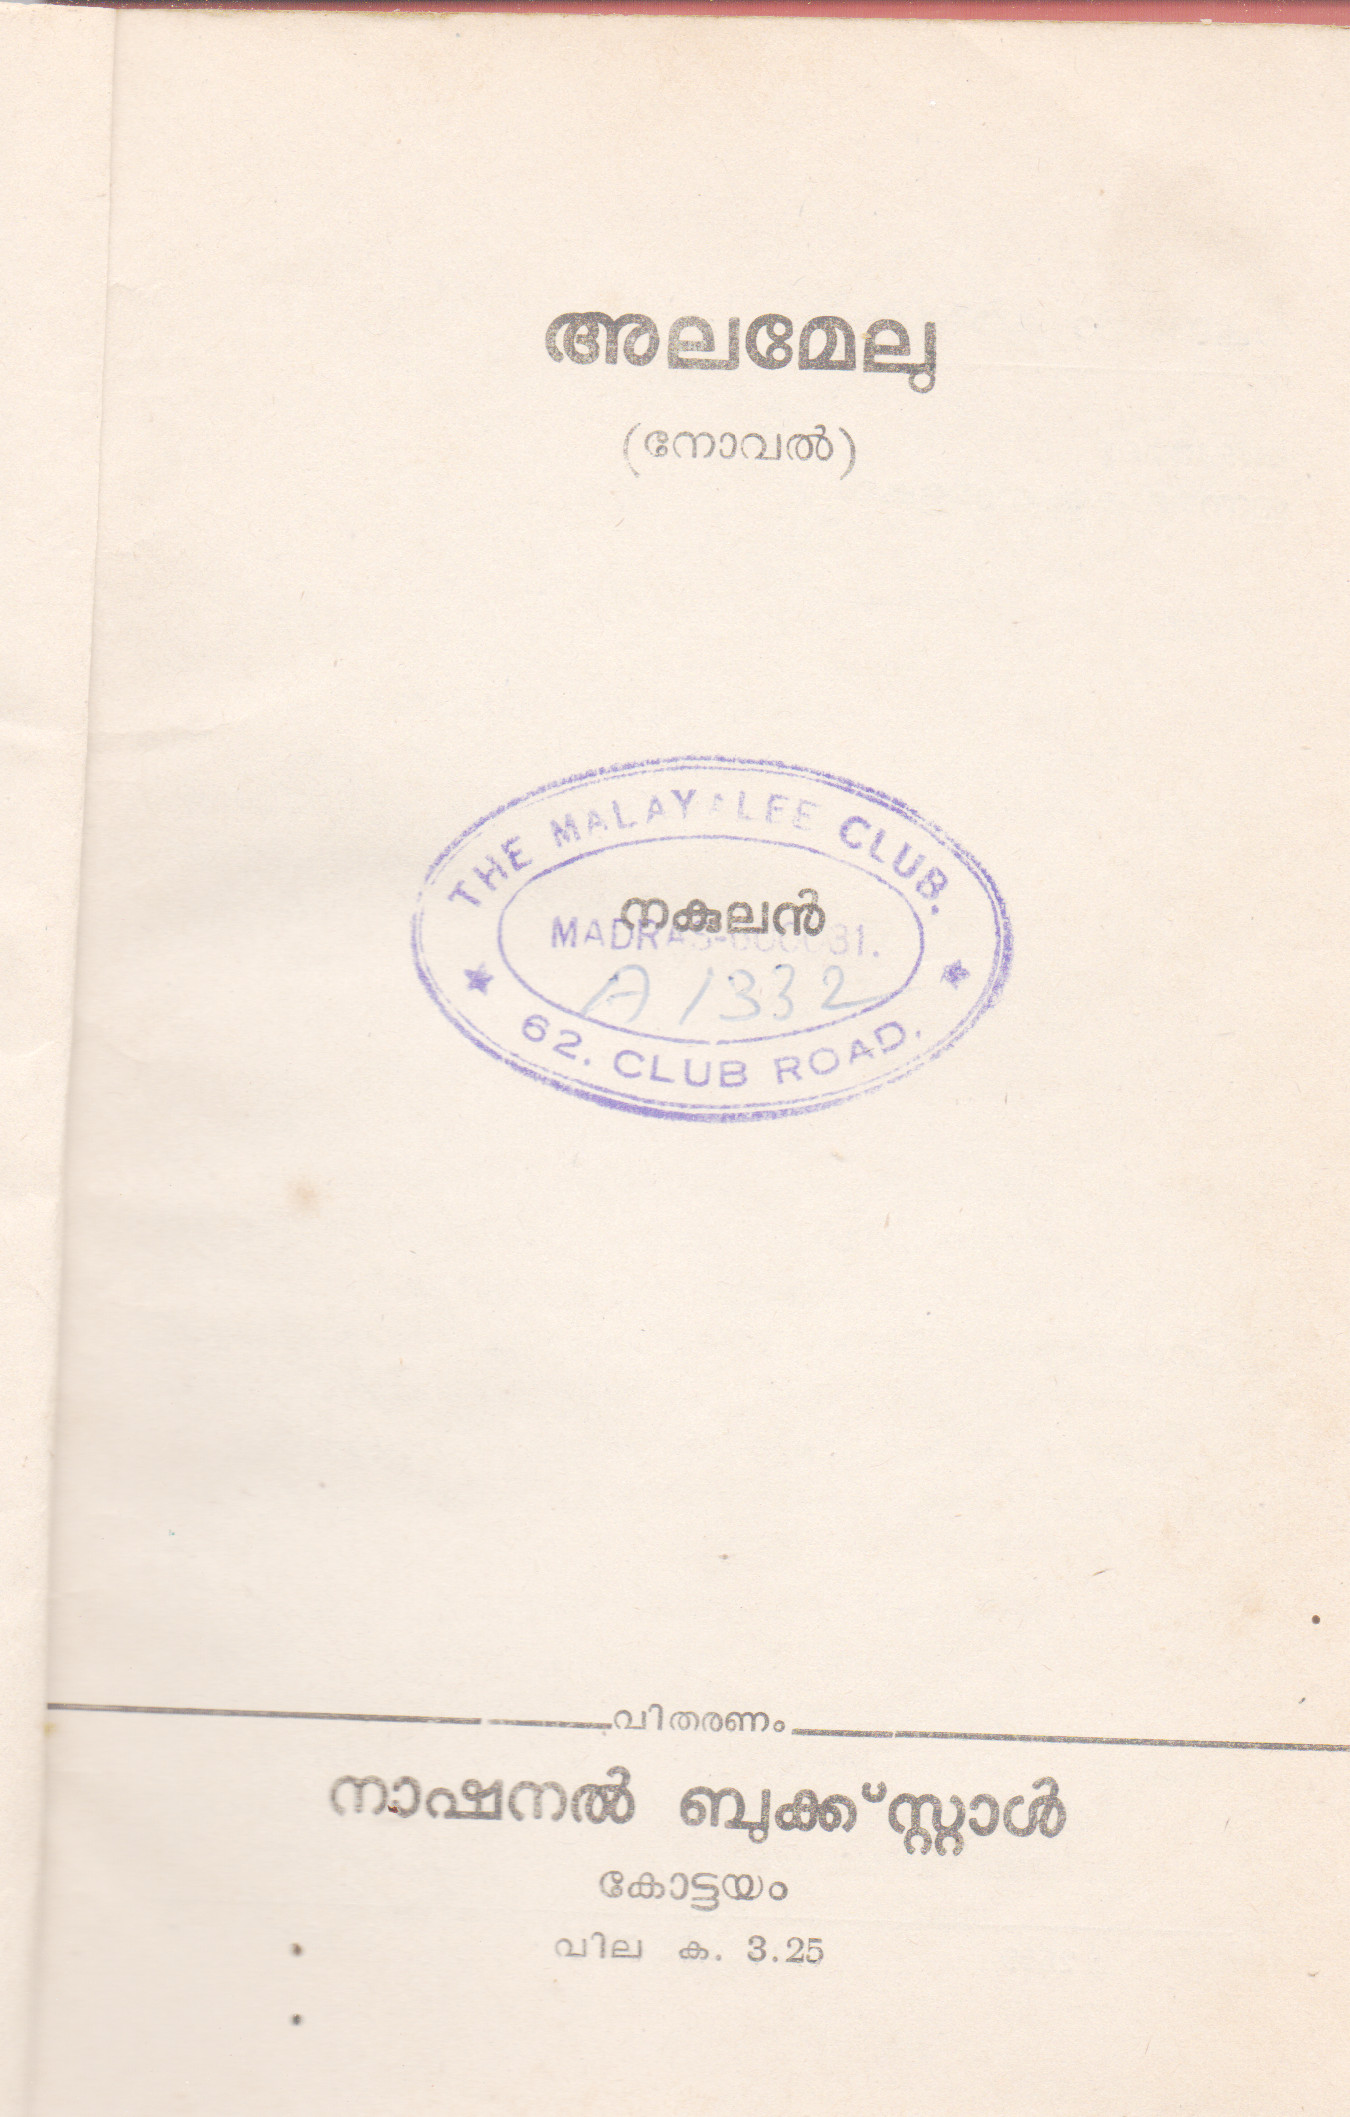 അലമേലു
(നോവൽ)
THE MALAYALEE CLUB.
നകുലൻ
MADRAS-600031.
A 1332
62. CLUB ROAD.
വിതരണം
നാഷനൽ ബുക്ക് സ്റ്റാൾ
കോട്ടയം
വില ക. 3.25